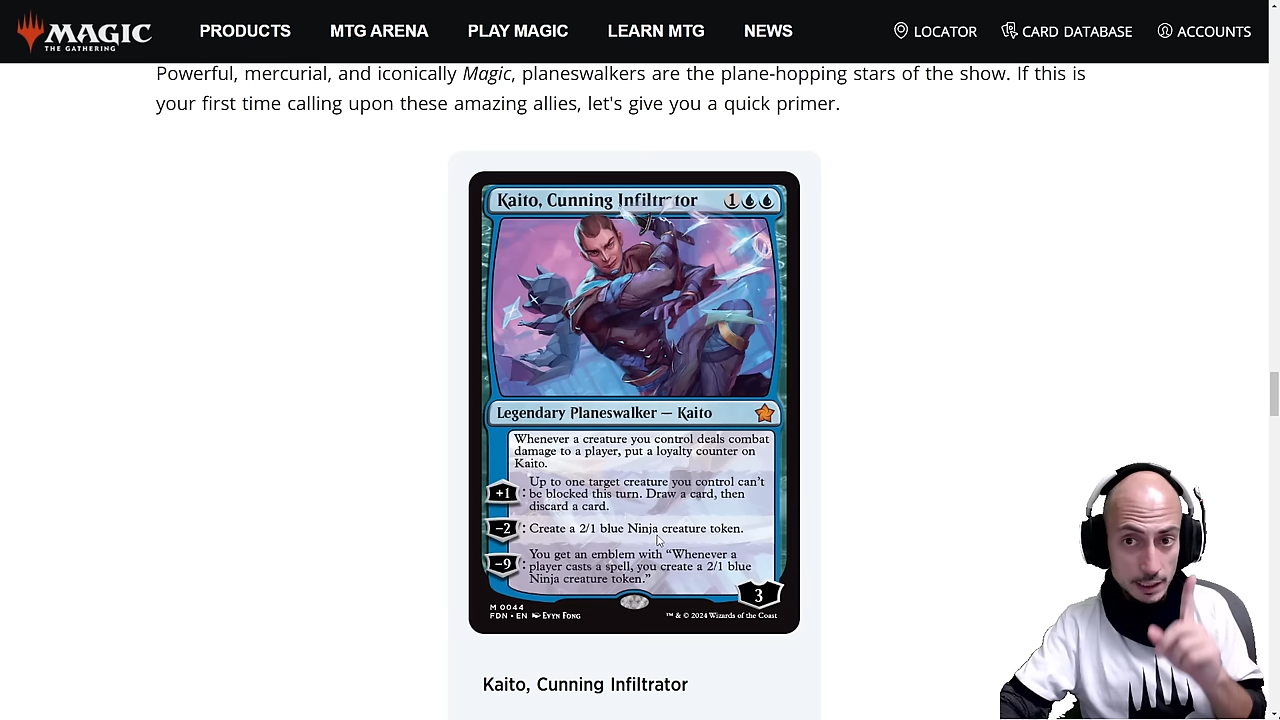 MAGIC
THE GATHERING
PRODUCTS
MTG ARENA
PLAY MAGIC
LEARN MTG
NEWS
LOCATOR
CARD DATABASE
ACCOUNTS
Powerful, mercurial, and iconically Magic, planeswalkers are the plane-hopping stars of the show. If this is
your first time calling upon these amazing allies, let's give you a quick primer.
Kaito, Cunning Infiltrator 1
Legendary Planeswalker — Kaito
Whenever a creature you control deals combat
damage to a player, put a loyalty counter on
Kaito.
Up to one target creature you control can't
+1: be blocked this turn. Draw a card, then
discard a card.
−2: Create a 2/1 blue Ninja creature token.
You get an emblem with “Whenever a
−9: player casts a spell, you create a 2/1 blue
Ninja creature token.”
3
M 0044
FDN • EN Evyn Fong
™ & © 2024 Wizards of the Coast
Kaito, Cunning Infiltrator